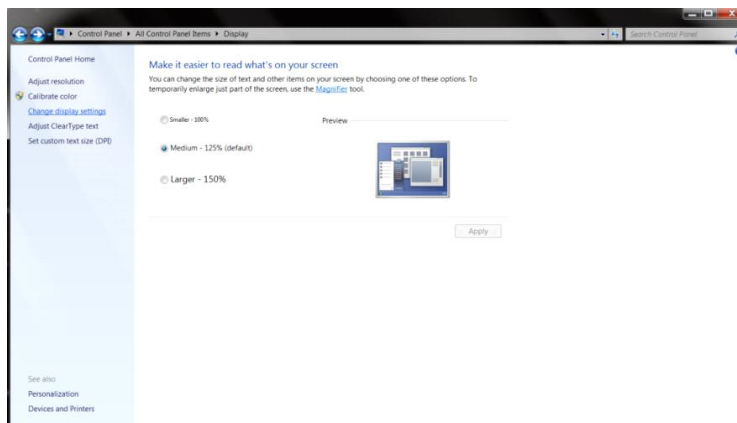 Control Panel ▸ All Control Panel Items ▸ Display
Search Control Panel
Control Panel Home
Adjust resolution
Calibrate color
Change display settings
Adjust ClearType text
Set custom text size (DPI)
Make it easier to read what's on your screen
You can change the size of text and other items on your screen by choosing one of these options. To
temporarily enlarge just part of the screen, use the Magnifier tool.
Smaller - 100%
Preview
Medium - 125% (default)
Larger - 150%
Apply
See also
Personalization
Devices and Printers